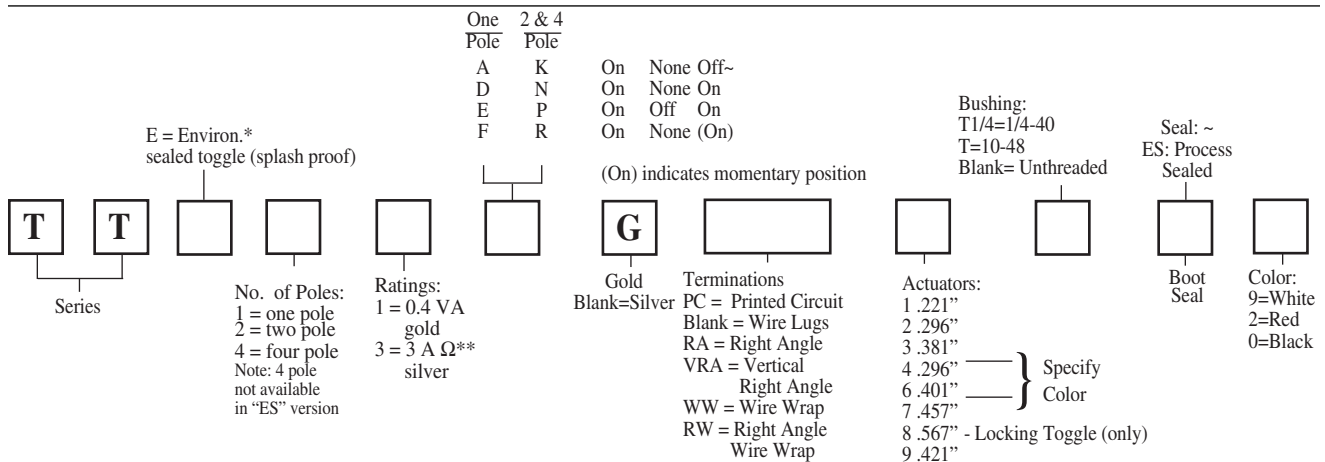 One 2 & 4
Pole Pole
A K On None Off~
D N On None On
E P On Off On
F R On None (On)
(On) indicates momentary position
E = Environ.*
sealed toggle (splash proof)
Bushing:
T1/4=1/4-40
T=10-48
Blank= Unthreaded
Seal: ~
ES: Process
Sealed
T T G
Series
No. of Poles:
1 = one pole
2 = two pole
4 = four pole
Note: 4 pole
not available
in “ES” version
Ratings:
1 = 0.4 VA
gold
3 = 3 A Ω**
silver
Gold
Blank=Silver
Terminations
PC = Printed Circuit
Blank = Wire Lugs
RA = Right Angle
VRA = Vertical
Right Angle
WW = Wire Wrap
RW = Right Angle
Wire Wrap
Actuators:
1 .221”
2 .296”
3 .381”
4 .296”
6 .401”
7 .457”
8 .567” - Locking Toggle (only)
9 .421”
Specify
Color
Boot
Seal
Color:
9=White
2=Red
0=Black